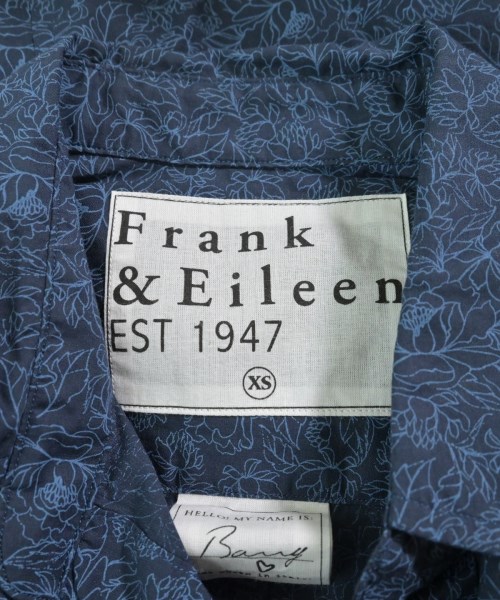 Frank
& Eileen
EST 1947
XS
HELLO! MY NAME IS:
Barry